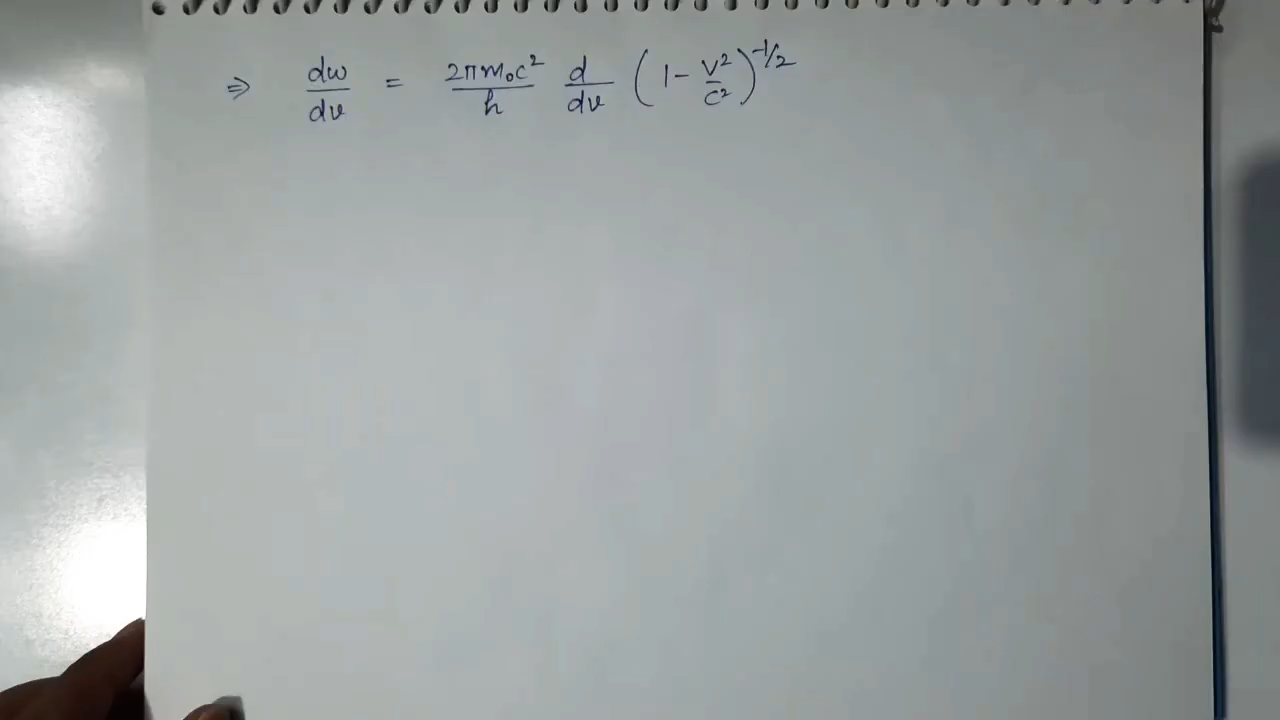 ⇒ dω/dv = 2πm₀c²/h d/dv (1 - v²/c²)^-1/2